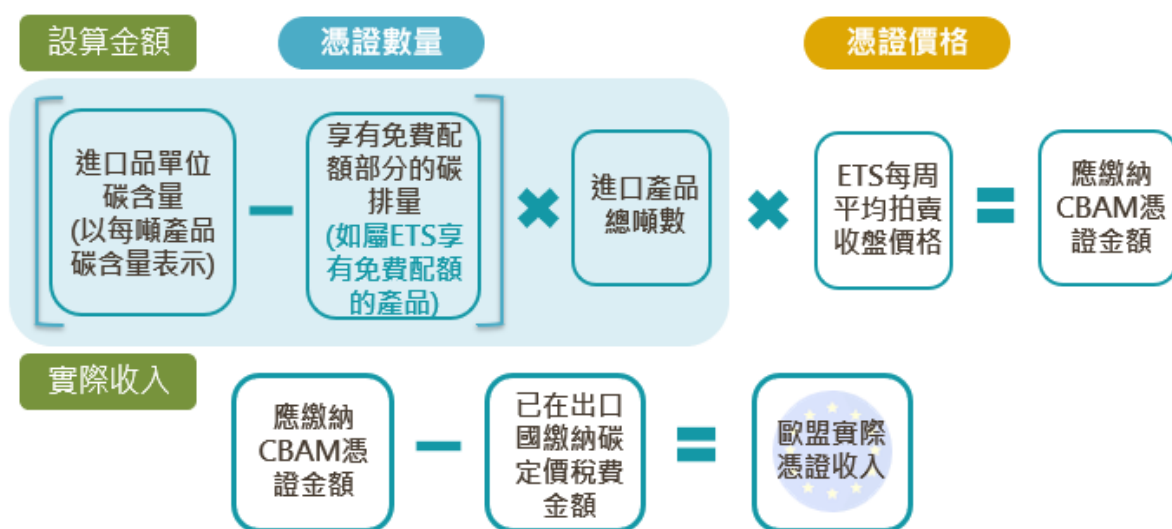 設算金額
憑證數量
憑證價格
進口品單位
碳含量
(以每噸產品
碳含量表示)
享有免費配
額部分的碳
排量
(如屬ETS享
有免費配額
的產品)
進口產品
總噸數
ETS每周
平均拍賣
收盤價格
應繳納
CBAM憑
證金額
實際收入
應繳納
CBAM憑
證金額
已在出口
國繳納碳
定價稅費
金額
歐盟實際
憑證收入